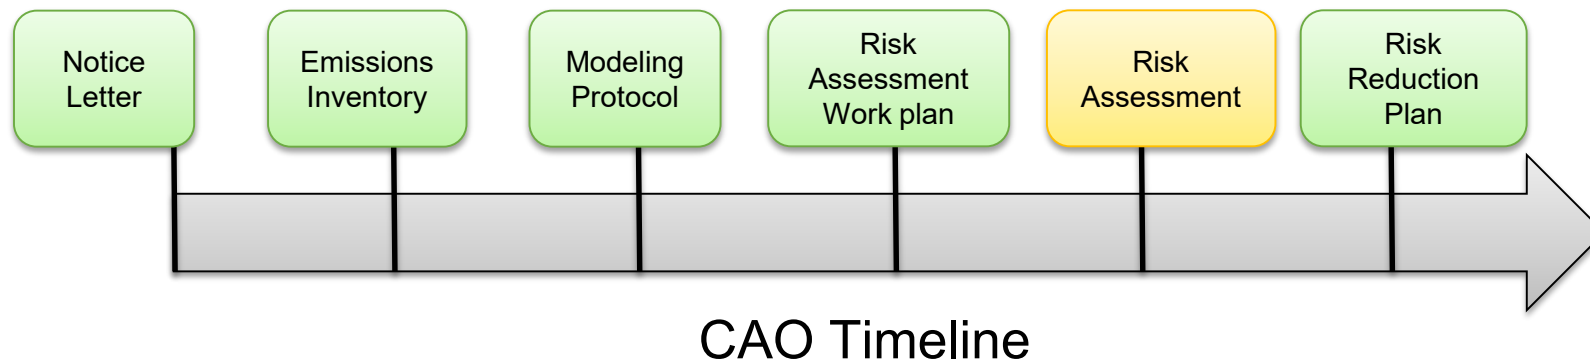 Notice
Letter
Emissions
Inventory
Modeling
Protocol
Risk
Assessment
Work plan
Risk
Assessment
Risk
Reduction
Plan
CAO Timeline